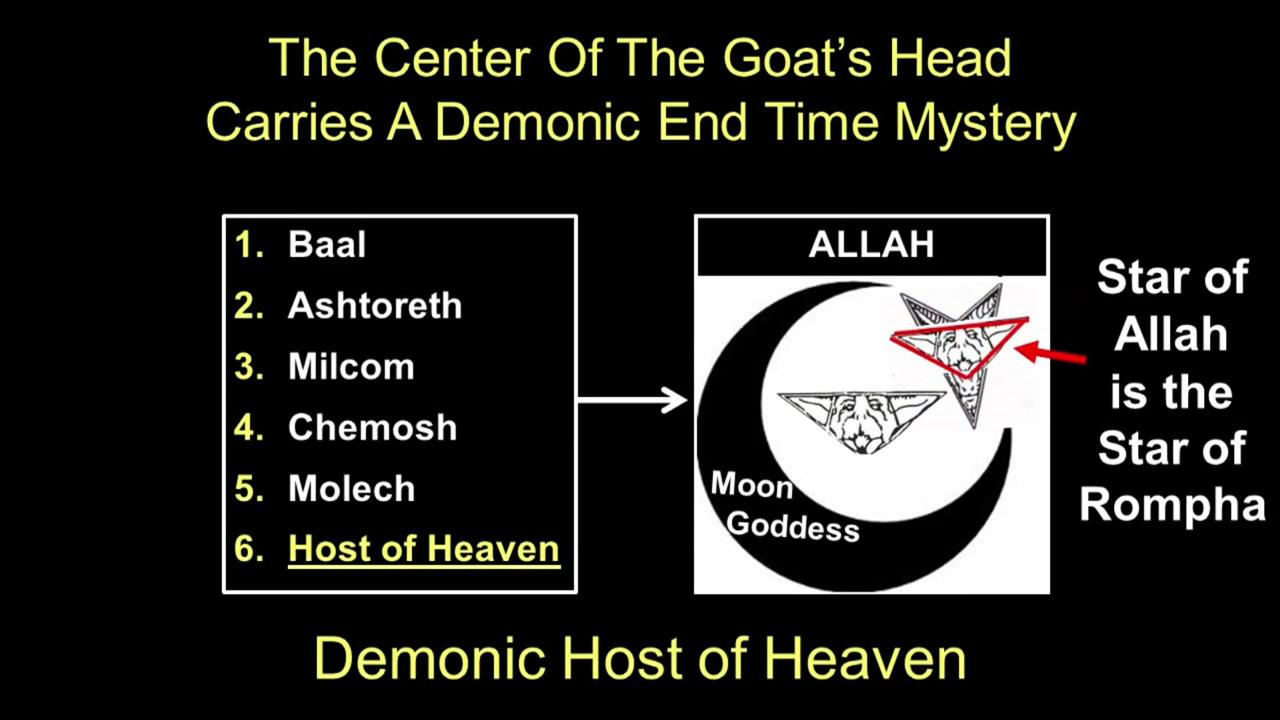 The Center Of The Goat’s Head
Carries A Demonic End Time Mystery
1. Baal
2. Ashtoreth
3. Milcom
4. Chemosh
5. Molech
6. Host of Heaven
ALLAH
Moon
Goddess
Star of
Allah
is the
Star of
Rompha
Demonic Host of Heaven